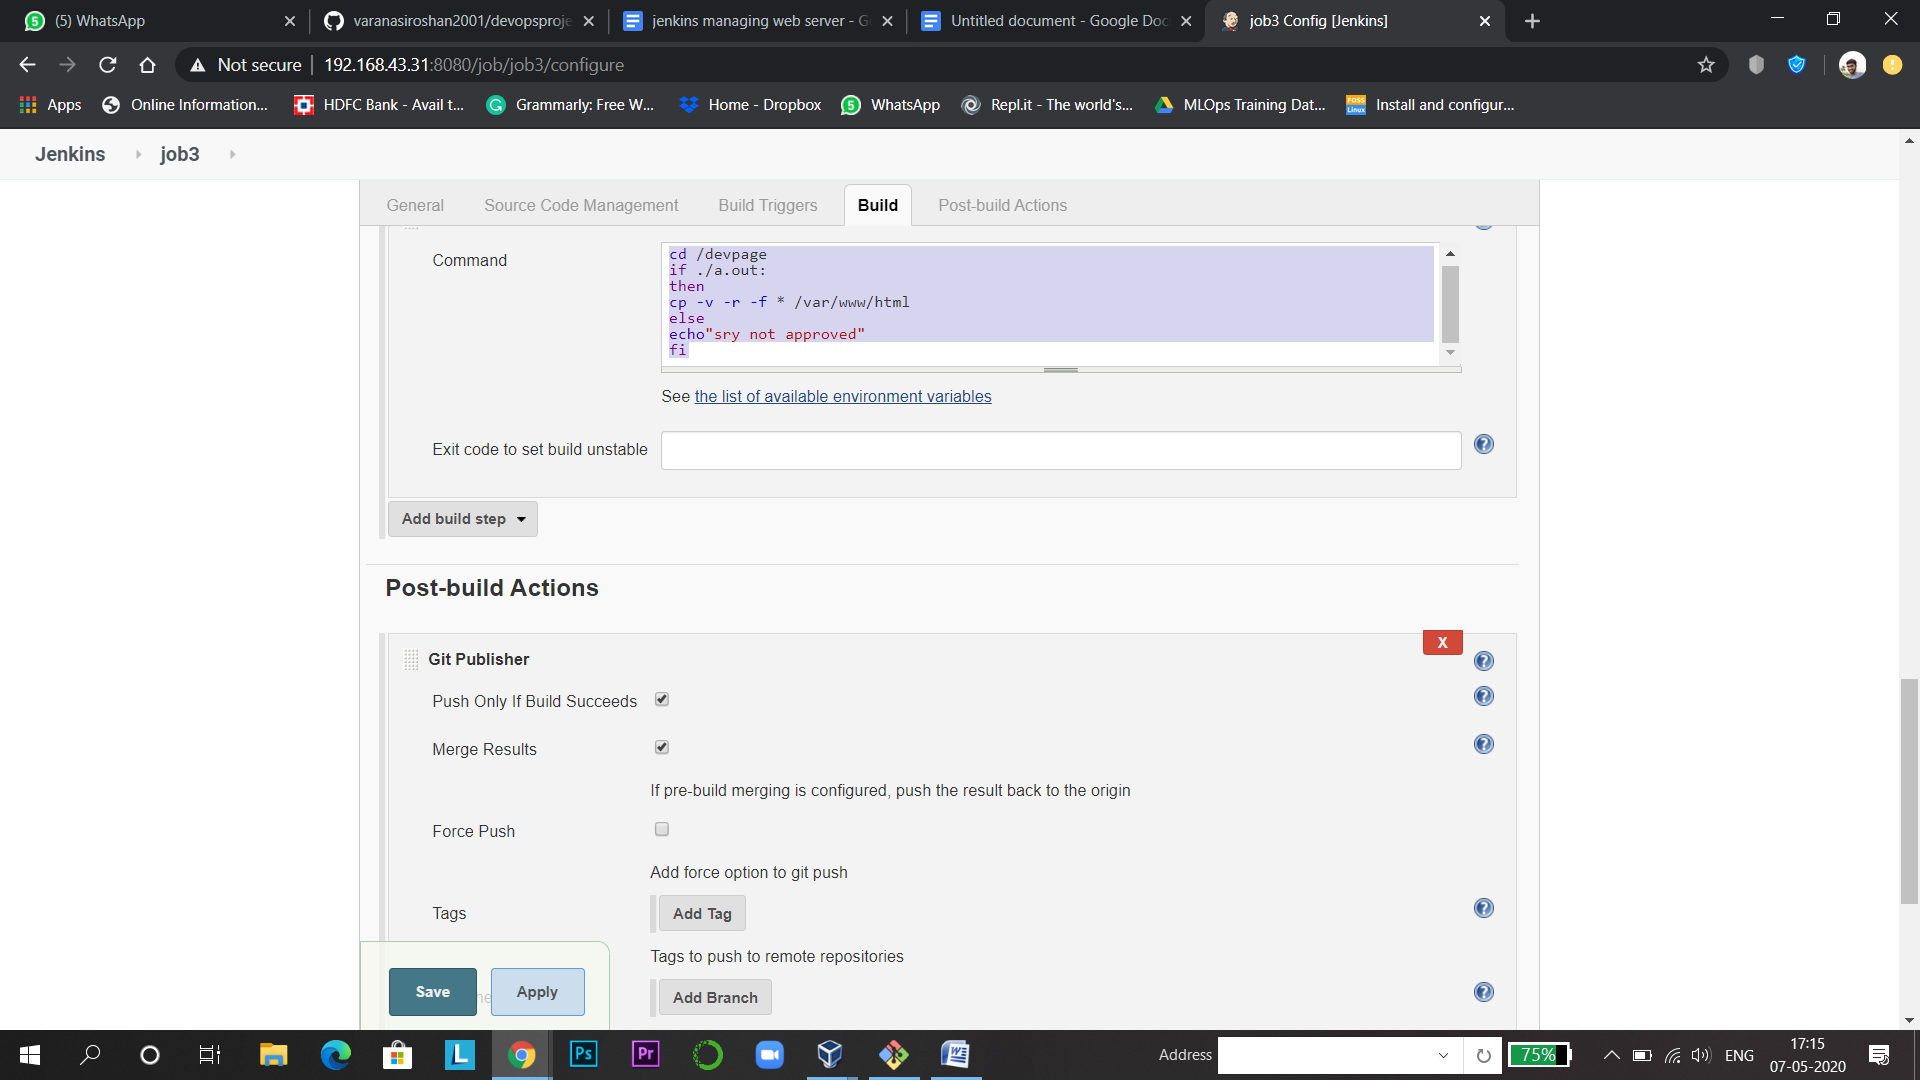 (5) WhatsApp
varanasiroshan2001/devopsproje
jenkins managing web server - G
Untitled document - Google Doc
job3 Config [Jenkins]
Not secure
192.168.43.31:8080/job/job3/configure
Apps
Online Information...
HDFC Bank - Avail t...
Grammarly: Free W...
Home - Dropbox
WhatsApp
Repl.it - The world's...
MLOps Training Dat...
Install and configur...
Jenkins
job3
General
Source Code Management
Build Triggers
Build
Post-build Actions
Command
cd /devpage
if ./a.out:
then
cp -v -r -f * /var/www/html
else
echo"sry not approved"
fi
See the list of available environment variables
Exit code to set build unstable
Add build step
Post-build Actions
X
Git Publisher
Push Only If Build Succeeds
Merge Results
If pre-build merging is configured, push the result back to the origin
Force Push
Add force option to git push
Tags
Add Tag
Tags to push to remote repositories
Save
Apply
Add Branch
Address
75%
ENG
17:15
07-05-2020